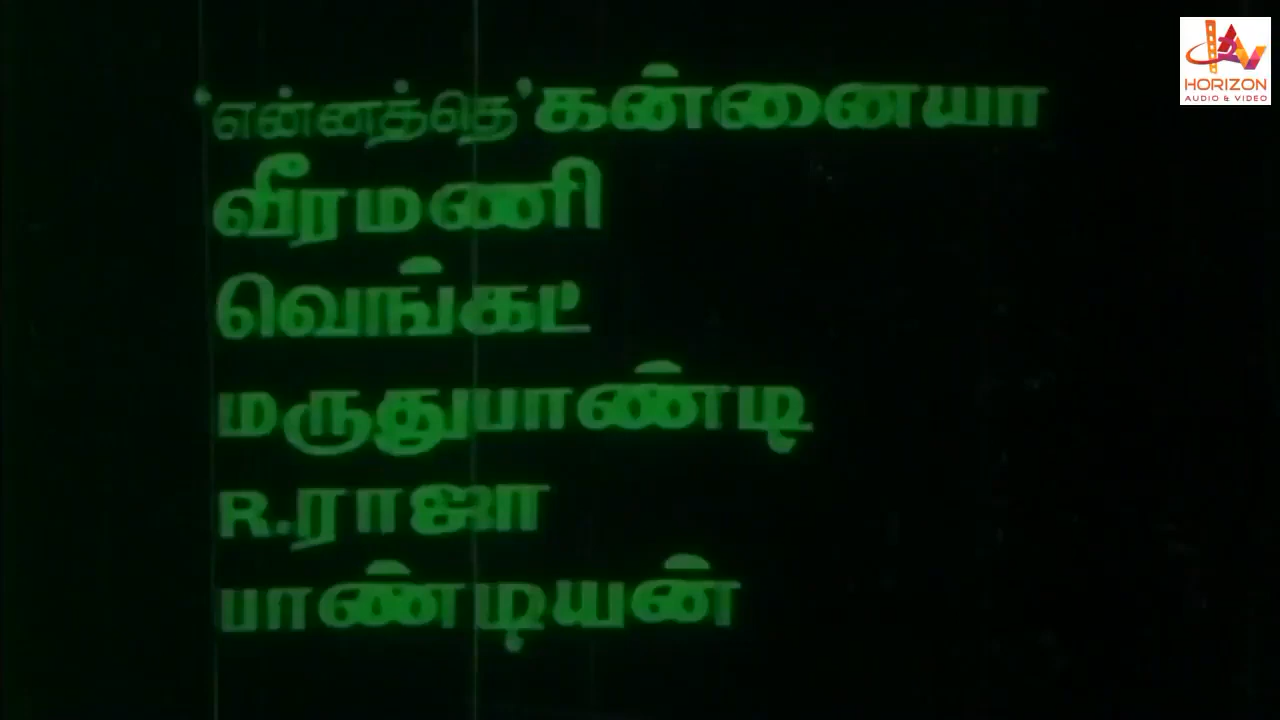 'என்னத்தெ' கன்னையா
வீரமணி
வெங்கட்
மருதுபாண்டி
R.ராஜா
பாண்டியன்
HORIZON
AUDIO & VIDEO